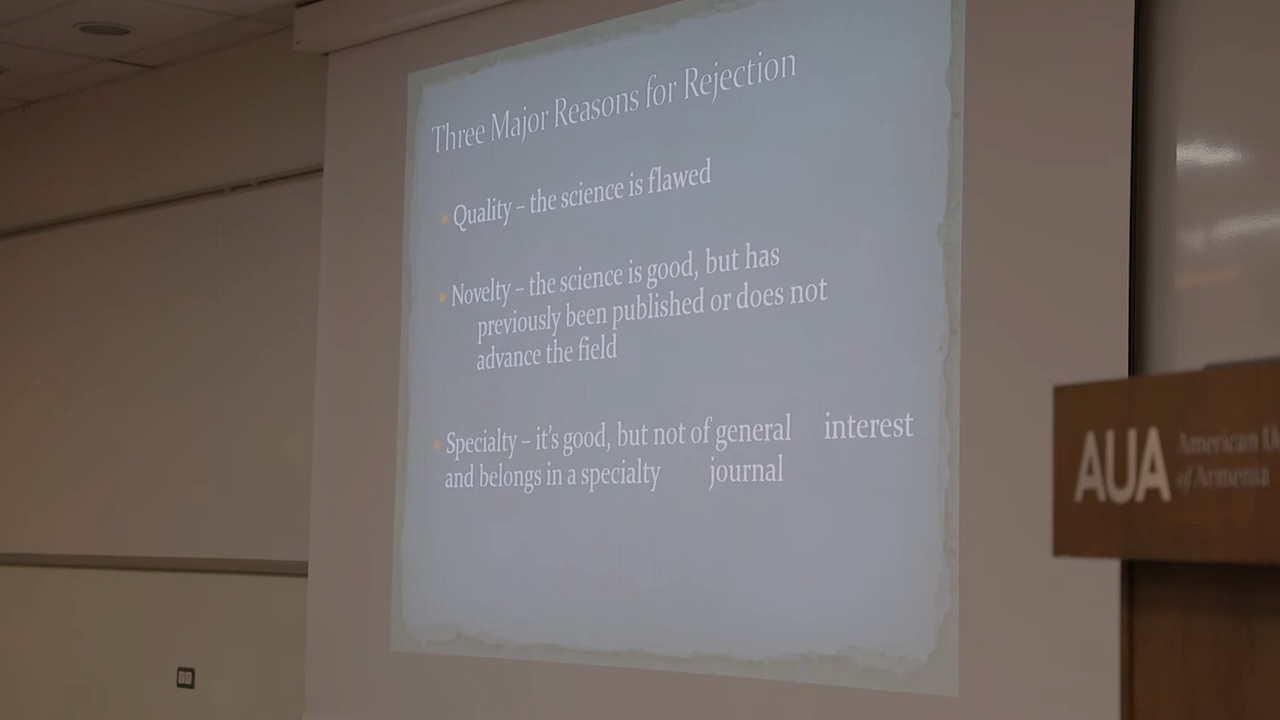 Three Major Reasons for Rejection
Quality – the science is flawed
Novelty – the science is good, but has
previously been published or does not
advance the field
Specialty – it's good, but not of general interest
and belongs in a specialty journal
AUA
American U
of Armenia